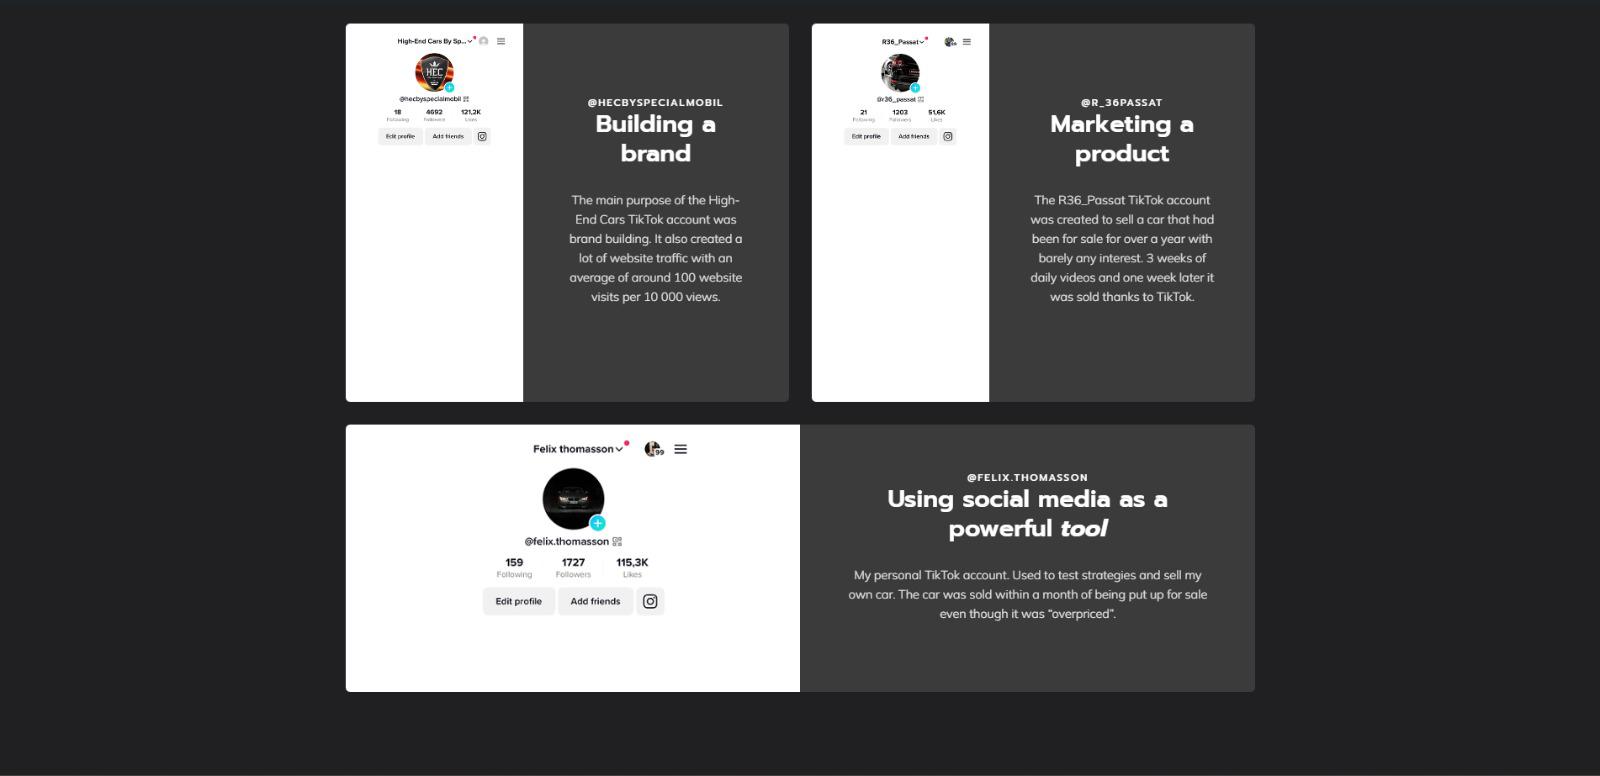 High-End Cars By Sp...
HEC
@hecbyspecialmobil
18 4692 121,2K
Following Followers Likes
Edit profile Add friends
@HECBYSPECIALMOBIL
Building a
brand
The main purpose of the High-
End Cars TikTok account was
brand building. It also created a
lot of website traffic with an
average of around 100 website
visits per 10 000 views.
R36_Passat
@r36_passat
21 1203 51,6K
Following Followers Likes
Edit profile Add friends
@R_36PASSAT
Marketing a
product
The R36_Passat TikTok account
was created to sell a car that had
been for sale for over a year with
barely any interest. 3 weeks of
daily videos and one week later it
was sold thanks to TikTok.
Felix thomasson
99
@felix.thomasson
159 1727 115,3K
Following Followers Likes
Edit profile Add friends
@FELIX.THOMASSON
Using social media as a
powerful tool
My personal TikTok account. Used to test strategies and sell my
own car. The car was sold within a month of being put up for sale
even though it was “overpriced”.